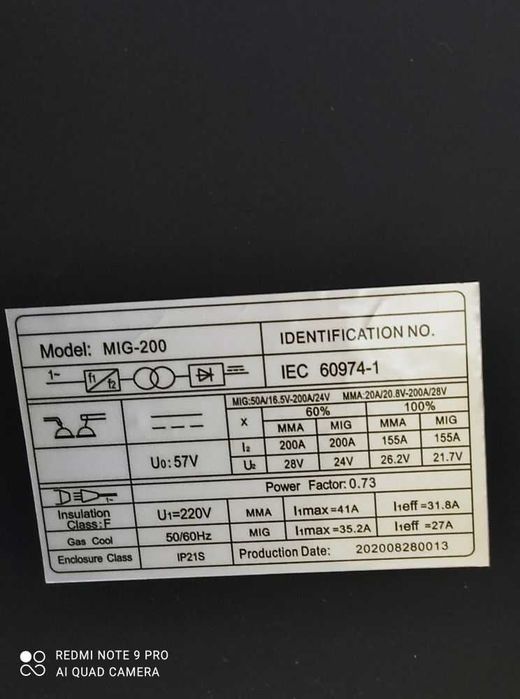 Model: MIG-200
IDENTIFICATION NO.
1~ f1 f2
IEC 60974-1
MIG:50A/16.5V-200A/24V MMA:20A/20.8V-200A/28V
X 60% 100%
MMA MIG MMA MIG
I2 200A 200A 155A 155A
U0: 57V
U2 28V 24V 26.2V 21.7V
1~
Power Factor: 0.73
Insulation Class:F
U1=220V
MMA I1max=41A I1eff=31.8A
Gas Cool
50/60Hz
MIG I1max=35.2A I1eff=27A
Enclosure Class IP21S
Production Date: 202008280013
REDMI NOTE 9 PRO
AI QUAD CAMERA